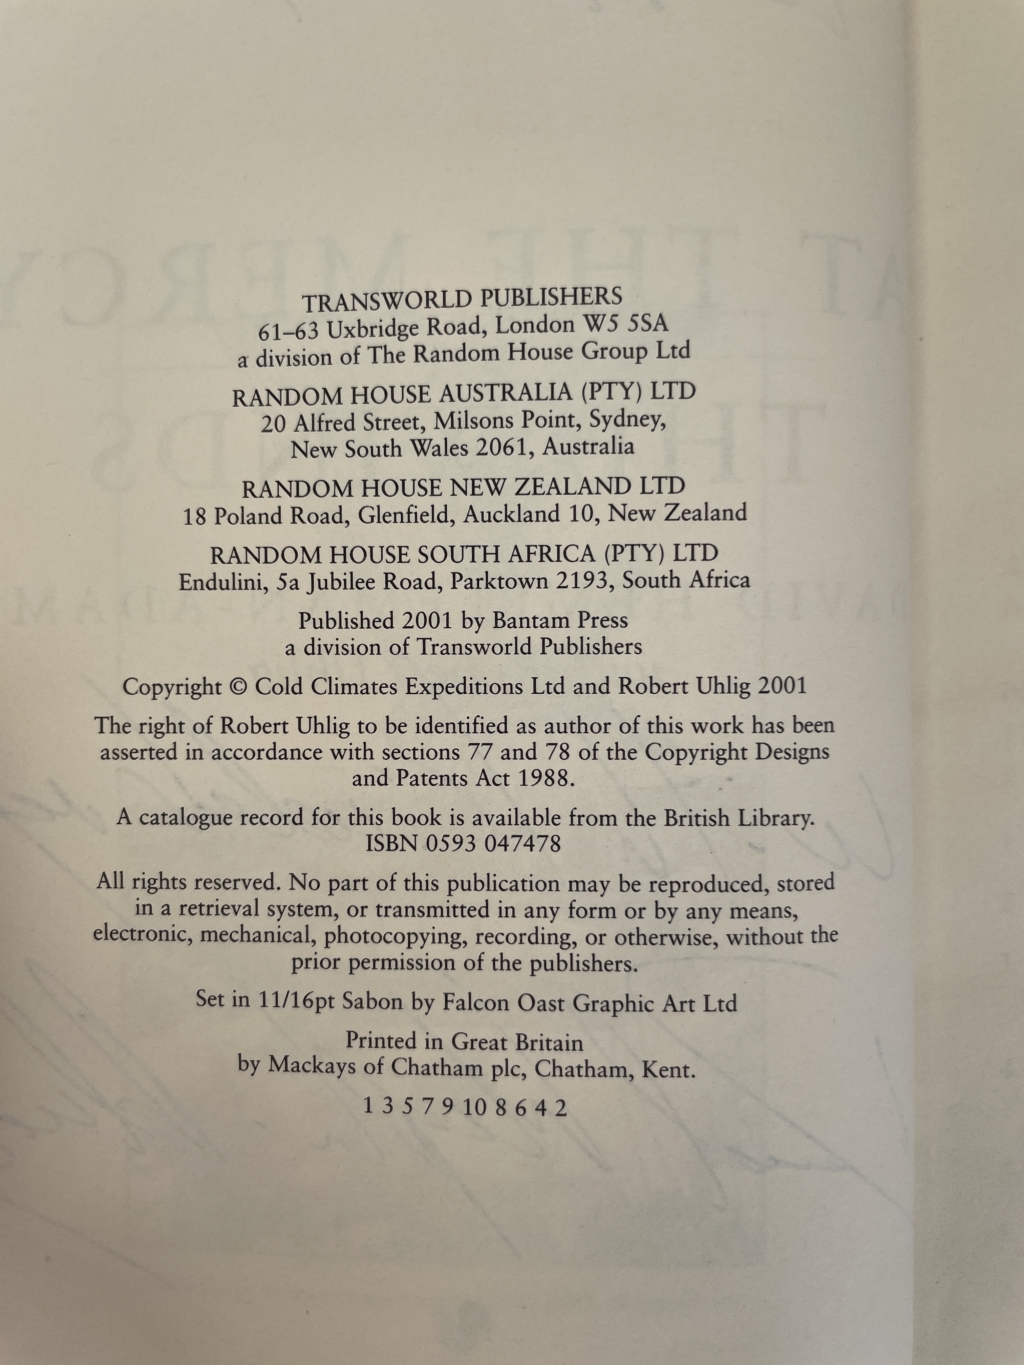 TRANSWORLD PUBLISHERS
61–63 Uxbridge Road, London W5 5SA
a division of The Random House Group Ltd
RANDOM HOUSE AUSTRALIA (PTY) LTD
20 Alfred Street, Milsons Point, Sydney,
New South Wales 2061, Australia
RANDOM HOUSE NEW ZEALAND LTD
18 Poland Road, Glenfield, Auckland 10, New Zealand
RANDOM HOUSE SOUTH AFRICA (PTY) LTD
Endulini, 5a Jubilee Road, Parktown 2193, South Africa
Published 2001 by Bantam Press
a division of Transworld Publishers
Copyright © Cold Climates Expeditions Ltd and Robert Uhlig 2001
The right of Robert Uhlig to be identified as author of this work has been
asserted in accordance with sections 77 and 78 of the Copyright Designs
and Patents Act 1988.
A catalogue record for this book is available from the British Library.
ISBN 0593 047478
All rights reserved. No part of this publication may be reproduced, stored
in a retrieval system, or transmitted in any form or by any means,
electronic, mechanical, photocopying, recording, or otherwise, without the
prior permission of the publishers.
Set in 11/16pt Sabon by Falcon Oast Graphic Art Ltd
Printed in Great Britain
by Mackays of Chatham plc, Chatham, Kent.
1 3 5 7 9 10 8 6 4 2